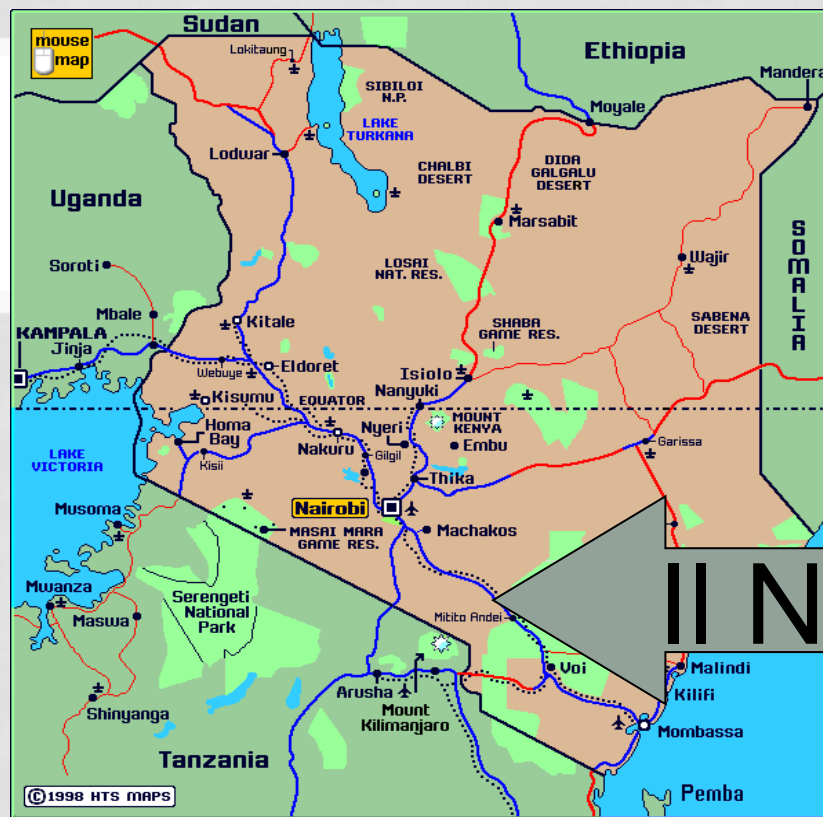 Sudan
mouse
map
Lokitaung
Ethiopia
Mandera
SIBILOI
N.P.
Moyale
LAKE
TURKANA
Lodwar
CHALBI
DESERT
DIDA
GALGALU
DESERT
Uganda
Marsabit
SOMALIA
Soroti
LOSAI
NAT. RES.
Wajir
Mbale
KAMPALA
Kitale
SHABA
GAME RES.
SABENA
DESERT
Jinja
Webuye
Eldoret
Isiolo
Nanyuki
Kisumu
EQUATOR
MOUNT
KENYA
Homa
Bay
Nyeri
Embu
Garissa
LAKE
VICTORIA
Kisii
Nakuru
Gilgil
Thika
Musoma
Nairobi
MASAI MARA
GAME RES.
Machakos
II N
Mwanza
Serengeti
National
Park
Maswa
Mitito Andei
Voi
Malindi
Arusha
Mount
Kilimanjaro
Kilifi
Shinyanga
Mombassa
Tanzania
©1998 HTS MAPS
Pemba